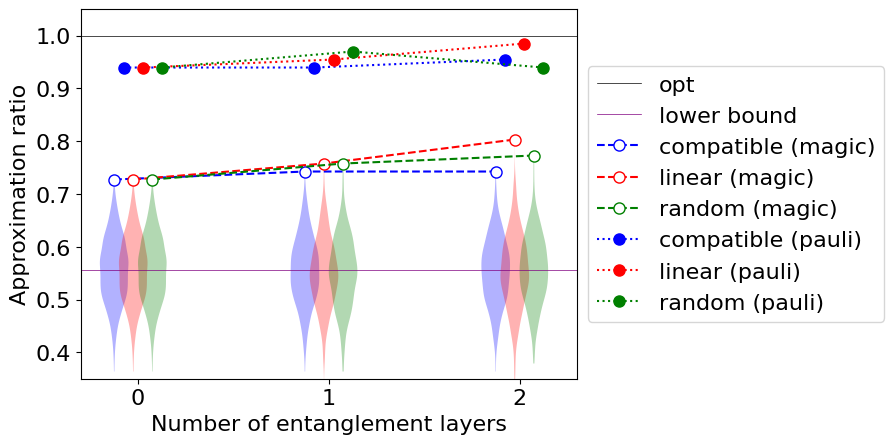 Approximation ratio
1.0
0.9
0.8
0.7
0.6
0.5
0.4
0 1 2
Number of entanglement layers
opt
lower bound
compatible (magic)
linear (magic)
random (magic)
compatible (pauli)
linear (pauli)
random (pauli)